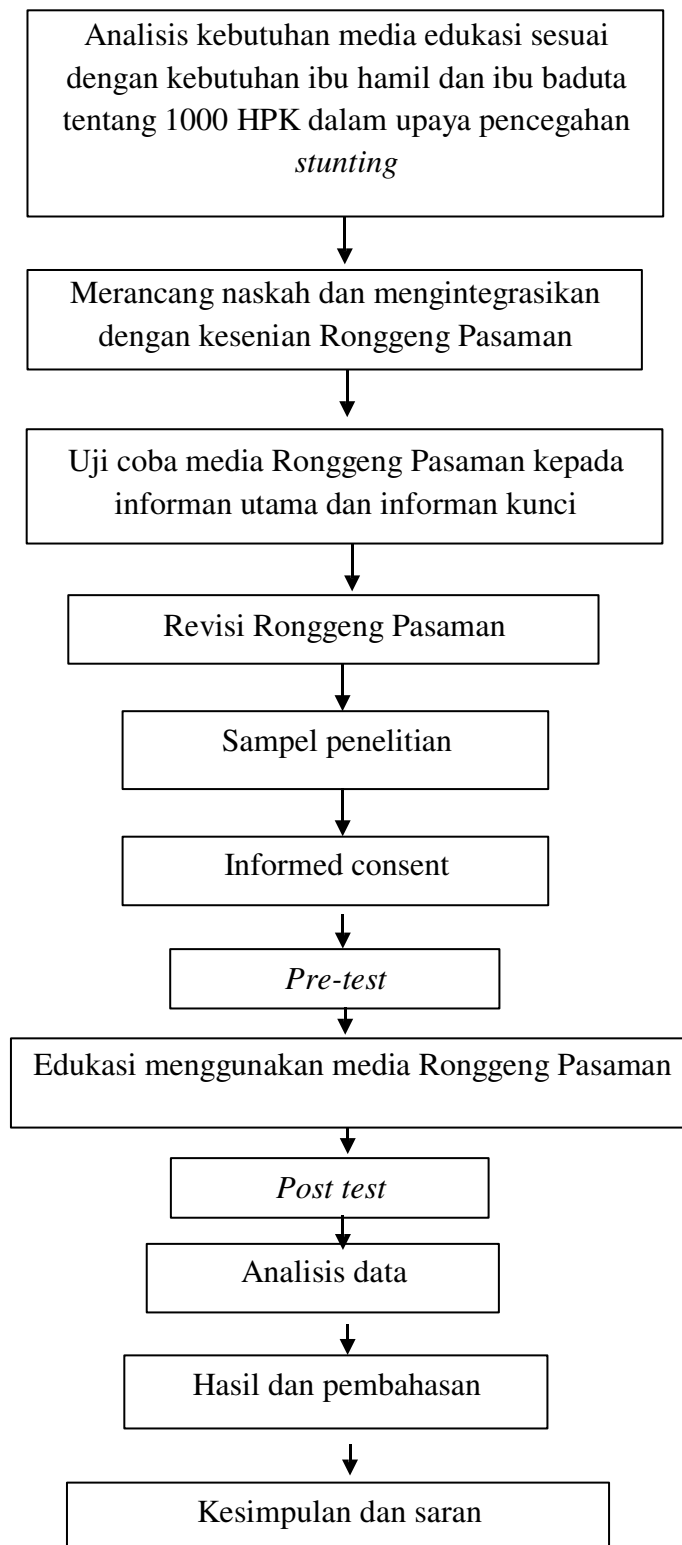 Analisis kebutuhan media edukasi sesuai
dengan kebutuhan ibu hamil dan ibu baduta
tentang 1000 HPK dalam upaya pencegahan
stunting
Merancang naskah dan mengintegrasikan
dengan kesenian Ronggeng Pasaman
Uji coba media Ronggeng Pasaman kepada
informan utama dan informan kunci
Revisi Ronggeng Pasaman
Sampel penelitian
Informed consent
Pre-test
Edukasi menggunakan media Ronggeng Pasaman
Post test
Analisis data
Hasil dan pembahasan
Kesimpulan dan saran